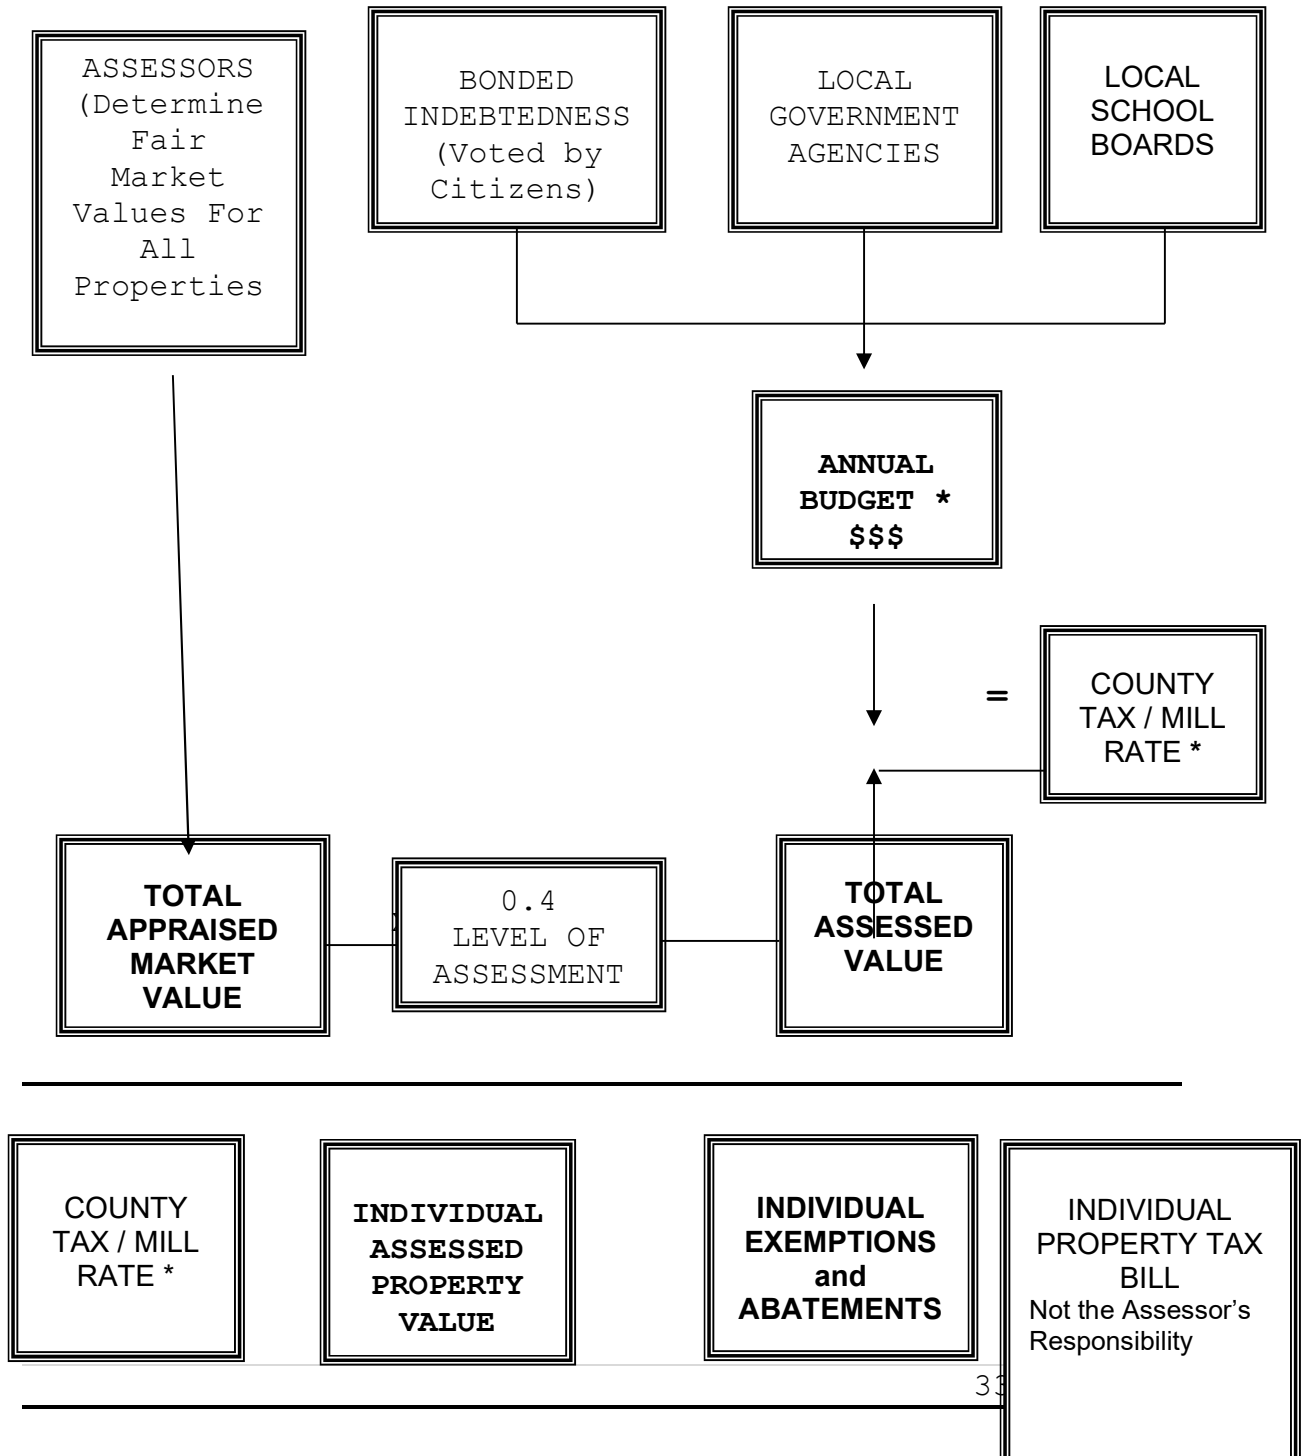 ASSESSORS
(Determine
Fair
Market
Values For
All
Properties
BONDED
INDEBTEDNESS
(Voted by
Citizens)
LOCAL
GOVERNMENT
AGENCIES
LOCAL
SCHOOL
BOARDS
ANNUAL
BUDGET *
$$$
=
COUNTY
TAX / MILL
RATE *
TOTAL
APPRAISED
MARKET
VALUE
0.4
LEVEL OF
ASSESSMENT
TOTAL
ASSESSED
VALUE
COUNTY
TAX / MILL
RATE *
INDIVIDUAL
ASSESSED
PROPERTY
VALUE
INDIVIDUAL
EXEMPTIONS
and
ABATEMENTS
INDIVIDUAL
PROPERTY TAX
BILL
Not the Assessor’s
Responsibility